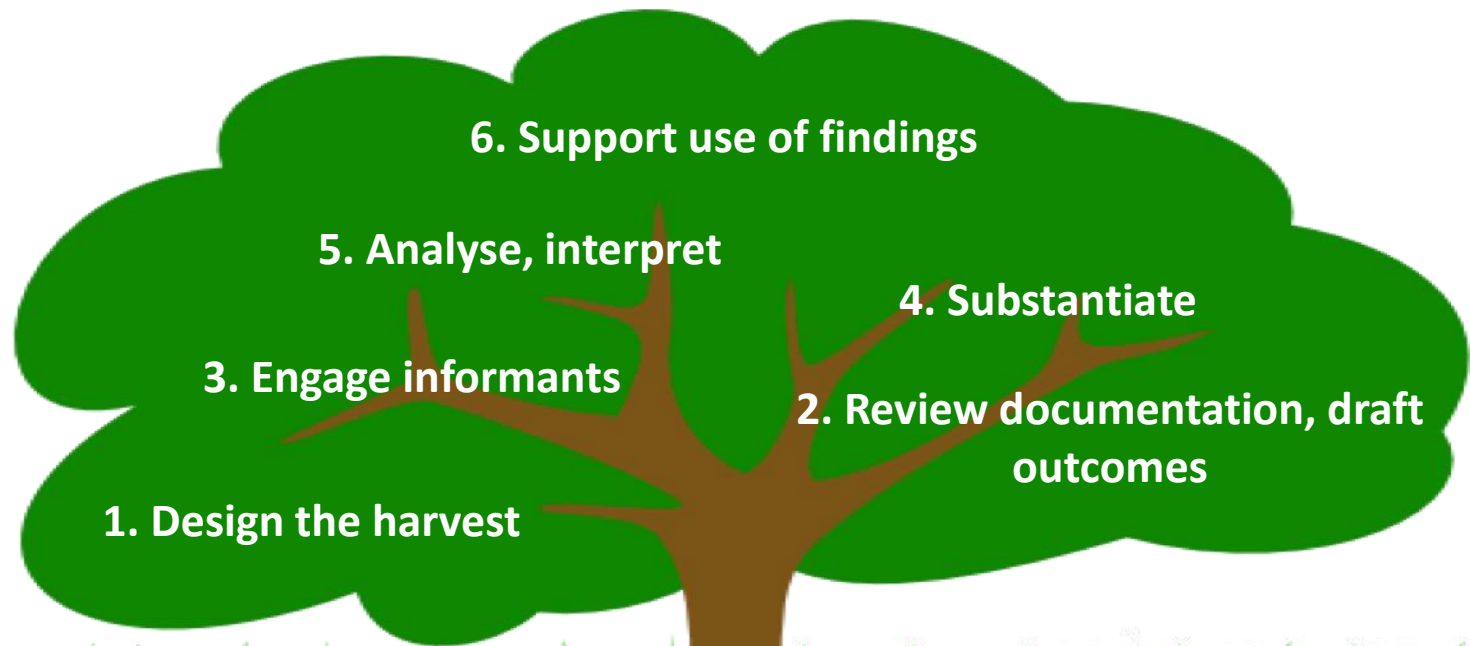 6. Support use of findings
5. Analyse, interpret
4. Substantiate
3. Engage informants
2. Review documentation, draft
outcomes
1. Design the harvest